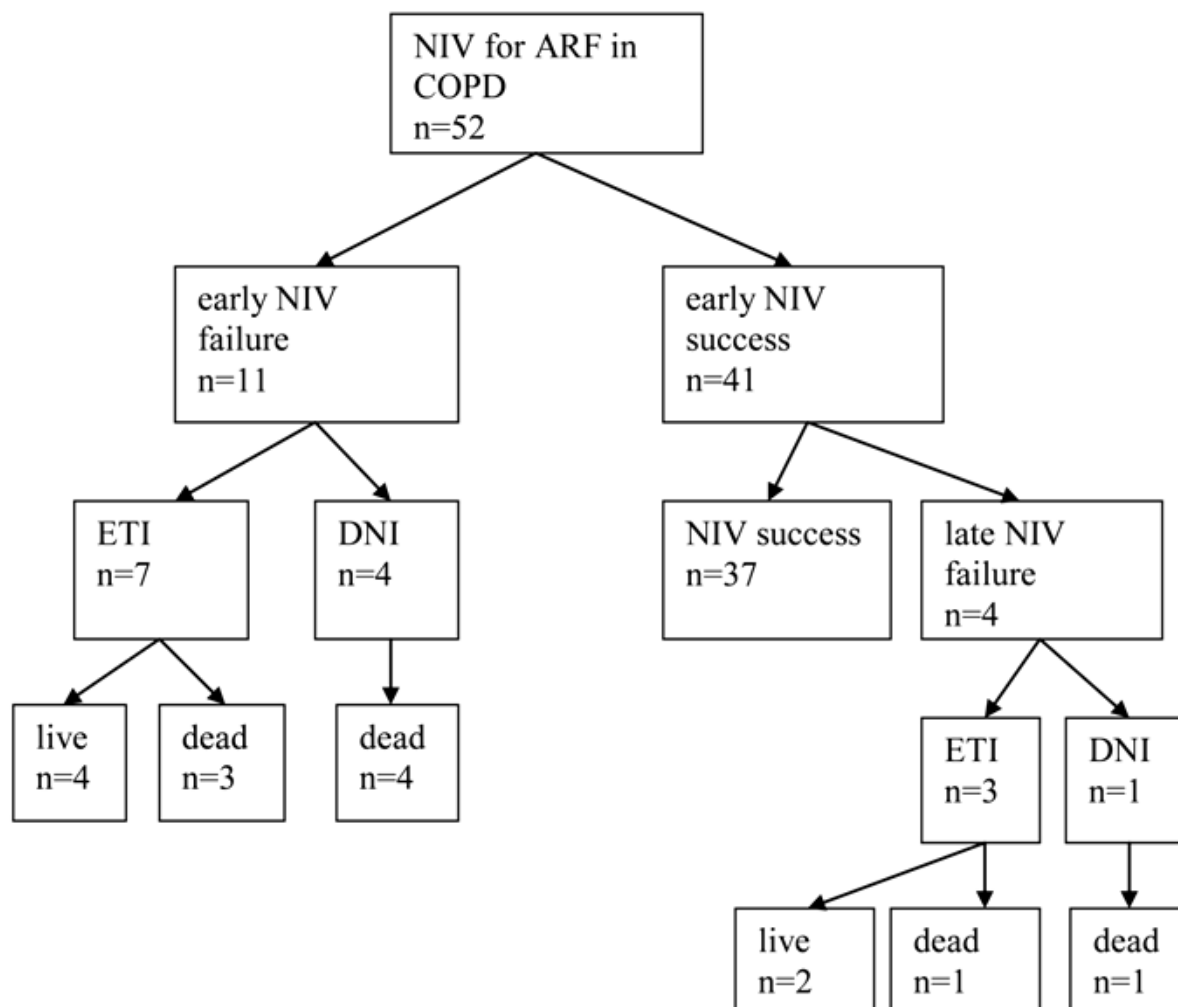 NIV for ARF in
COPD
n=52
early NIV
failure
n=11
early NIV
success
n=41
ETI
n=7
DNI
n=4
NIV success
n=37
late NIV
failure
n=4
live
n=4
dead
n=3
dead
n=4
ETI
n=3
DNI
n=1
live
n=2
dead
n=1
dead
n=1